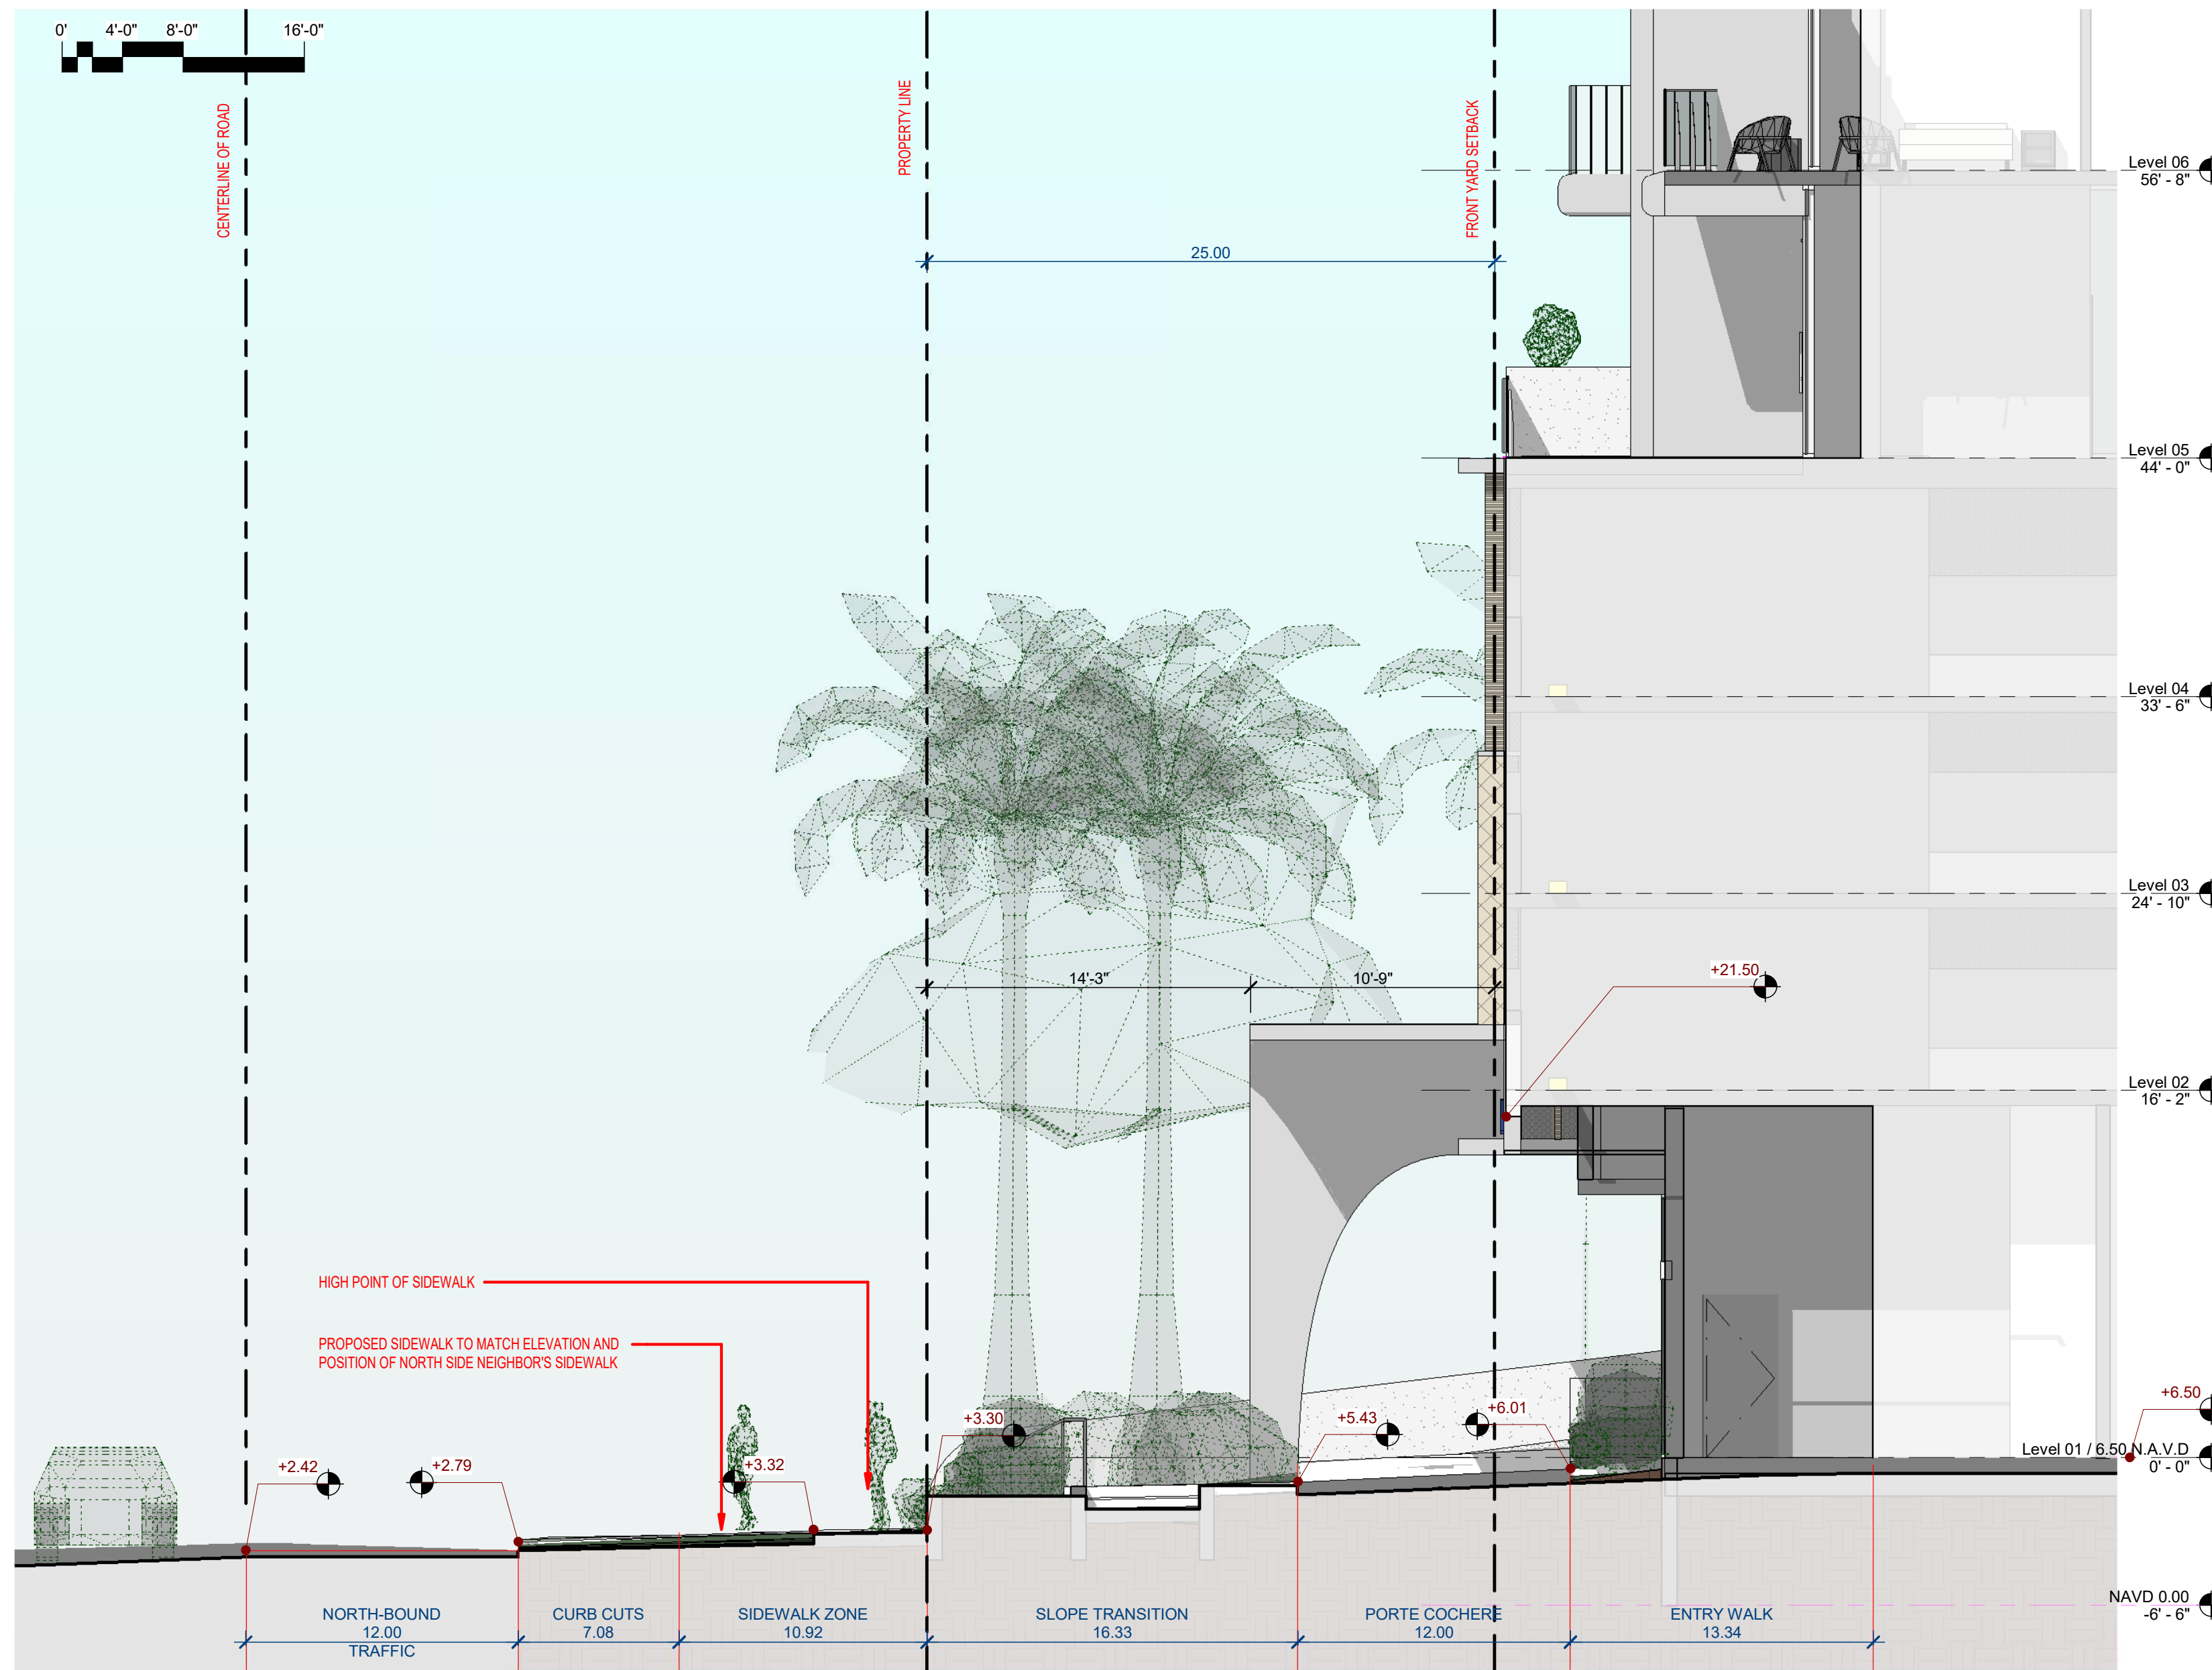 0' 4'-0" 8'-0" 16'-0"
CENTERLINE OF ROAD
PROPERTY LINE
FRONT YARD SETBACK
25.00
Level 06
56' - 8"
Level 05
44' - 0"
Level 04
33' - 6"
Level 03
24' - 10"
14'-3"
10'-9"
+21.50
Level 02
16' - 2"
HIGH POINT OF SIDEWALK
PROPOSED SIDEWALK TO MATCH ELEVATION AND
POSITION OF NORTH SIDE NEIGHBOR'S SIDEWALK
+2.42
+2.79
+3.32
+3.30
+5.43
+6.01
+6.50
Level 01 / 6.50 N.A.V.D
0' - 0"
NAVD 0.00
-6' - 6"
NORTH-BOUND
12.00
TRAFFIC
CURB CUTS
7.08
SIDEWALK ZONE
10.92
SLOPE TRANSITION
16.33
PORTE COCHERE
12.00
ENTRY WALK
13.34